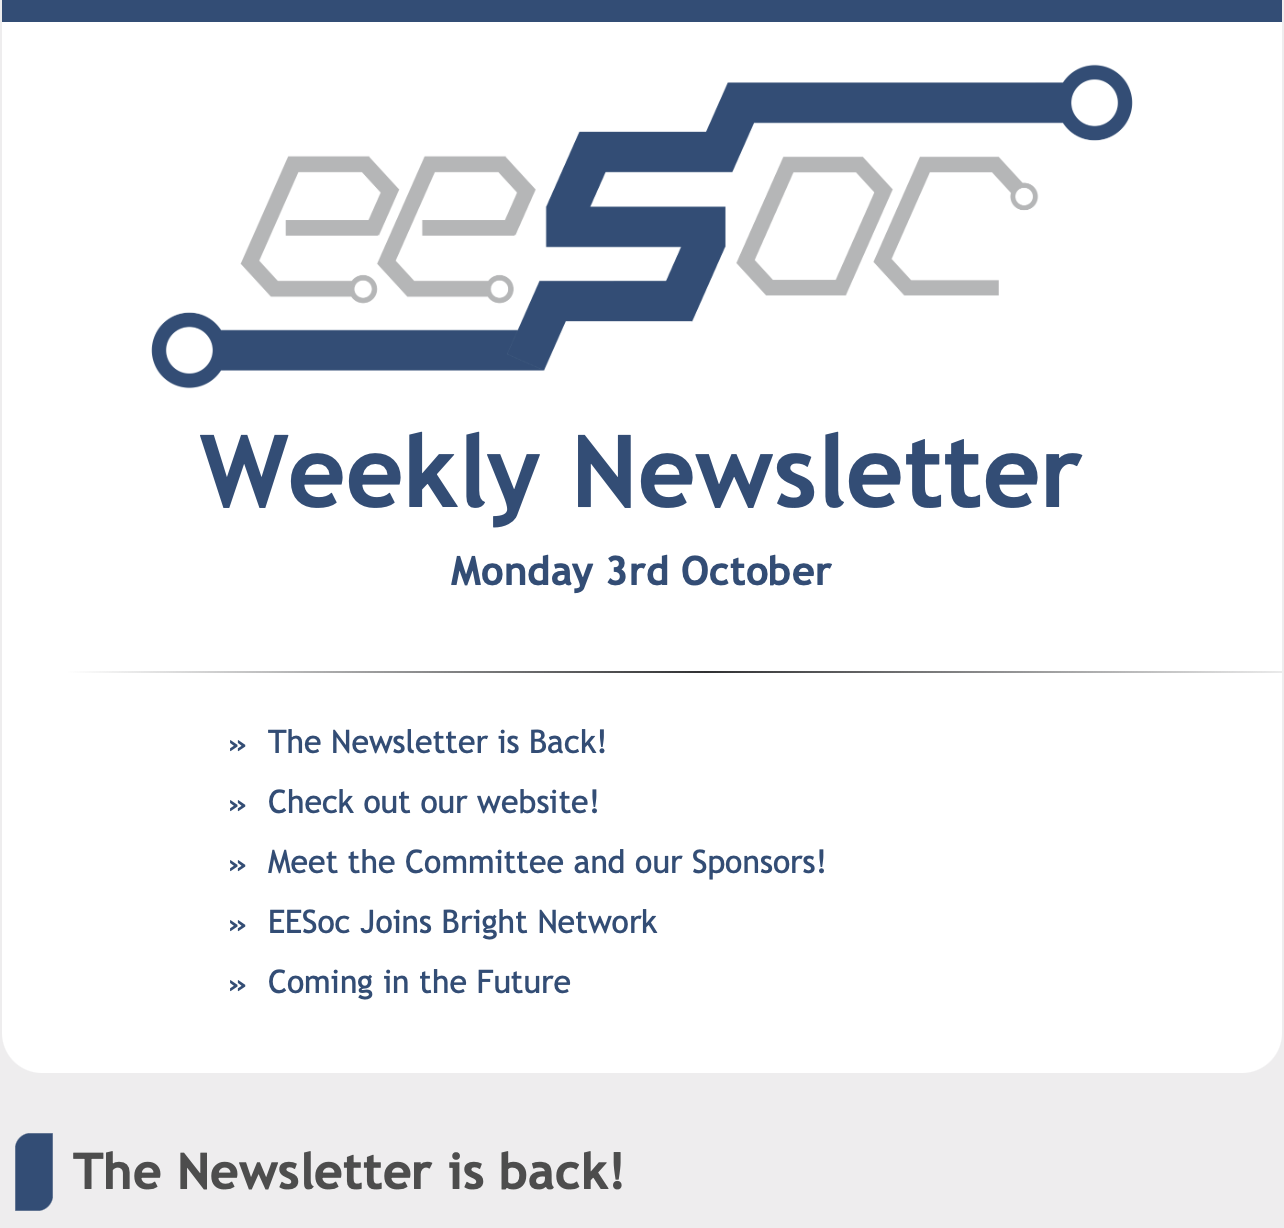 eesoc
Weekly Newsletter
Monday 3rd October
» The Newsletter is Back!
» Check out our website!
» Meet the Committee and our Sponsors!
» EESoc Joins Bright Network
» Coming in the Future
The Newsletter is back!